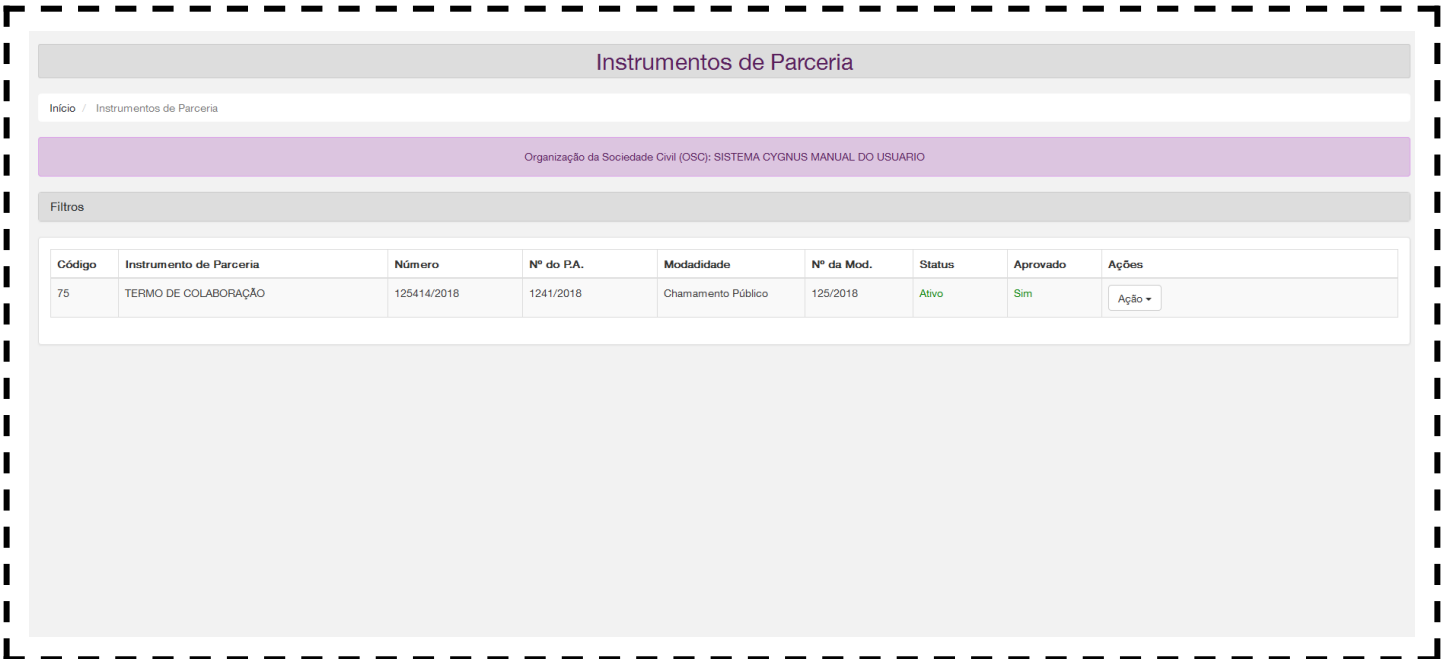 Instrumentos de Parceria
Início / Instrumentos de Parceria
Organização da Sociedade Civil (OSC): SISTEMA CYGNUS MANUAL DO USUARIO
Filtros
Código Instrumento de Parceria Número Nº do P.A. Modadidade Nº da Mod. Status Aprovado Ações
75 TERMO DE COLABORAÇÃO 125414/2018 1241/2018 Chamamento Público 125/2018 Ativo Sim Ação